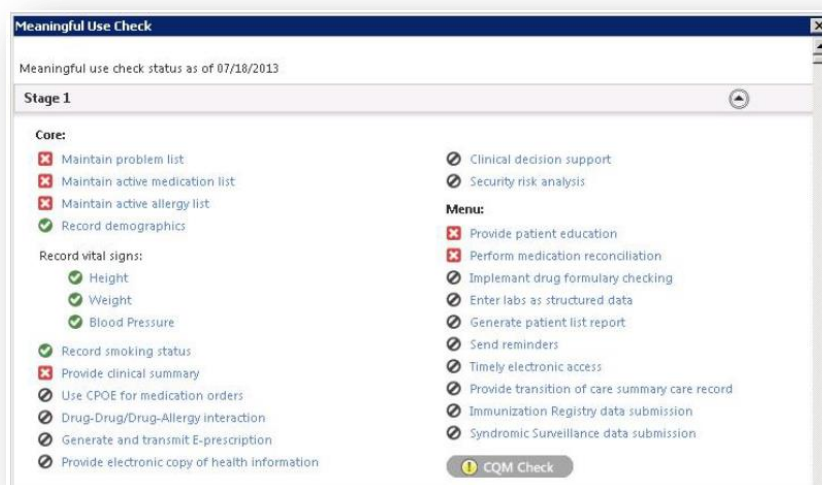 Meaningful Use Check
Meaningful use check status as of 07/18/2013
Stage 1
Core:
Maintain problem list
Maintain active medication list
Maintain active allergy list
Record demographics
Record vital signs:
Height
Weight
Blood Pressure
Record smoking status
Provide clinical summary
Use CPOE for medication orders
Drug-Drug/Drug-Allergy interaction
Generate and transmit E-prescription
Provide electronic copy of health information
Clinical decision support
Security risk analysis
Menu:
Provide patient education
Perform medication reconciliation
Implemant drug formulary checking
Enter labs as structured data
Generate patient list report
Send reminders
Timely electronic access
Provide transition of care summary care record
Immunization Registry data submission
Syndromic Surveillance data submission
CQM Check